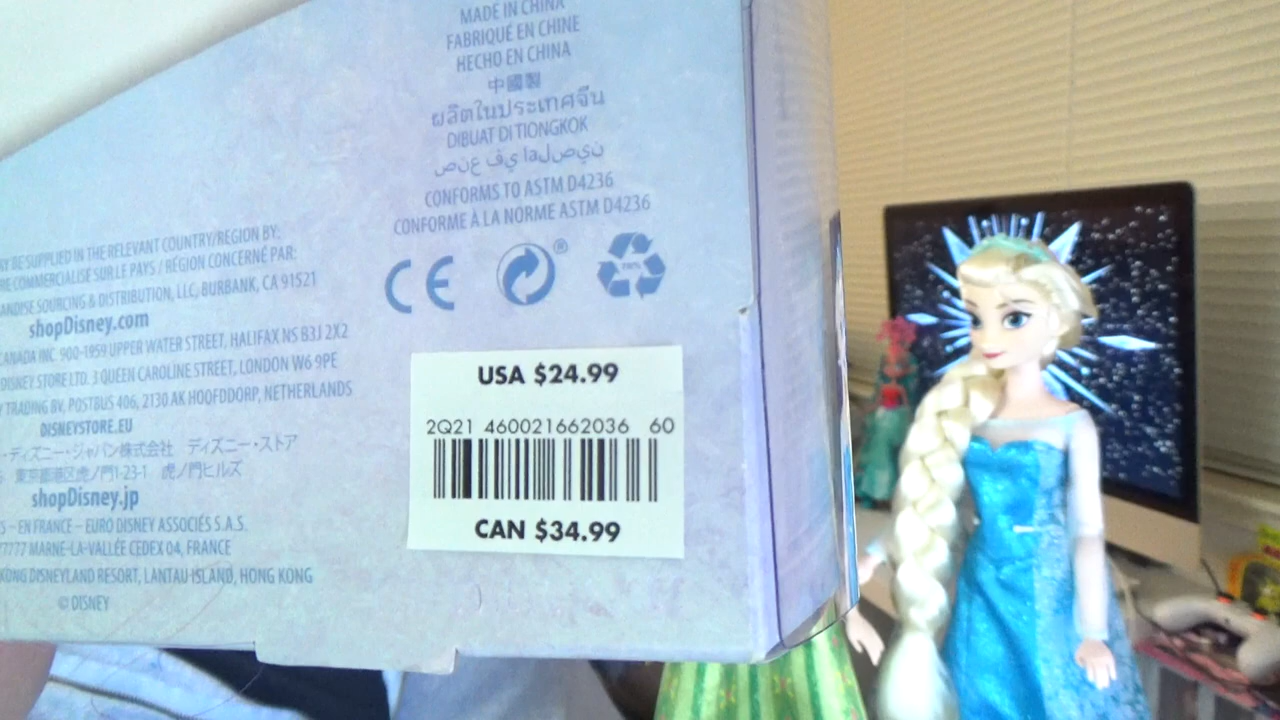 MADE IN CHINA
FABRIQUÉ EN CHINE
HECHO EN CHINA
中國製
ผลิตในประเทศจีน
DIBUAT DI TIONGKOK
ﺹﻦﻋ ﻒﻳ laﻝﺺﻴﻧ
CONFORMS TO ASTM D4236
CONFORME À LA NORME ASTM D4236
BE SUPPLIED IN THE RELEVANT COUNTRY/REGION BY:
COMMERCIALISE SUR LE PAYS / RÉGION CONCERNÉ PAR:
SOURCING & DISTRIBUTION, LLC, BURBANK, CA 91521
shopDisney.com
CANADA INC. 900-1959 UPPER WATER STREET, HALIFAX NS B3J 2X2
DISNEY STORE LTD. 3 QUEEN CAROLINE STREET, LONDON W6 9PE
TRADING BV, POSTBUS 406, 2130 AK HOOFDDORP, NETHERLANDS
DISNEYSTORE.EU
ディズニー・ジャパン株式会社 ディズニー・ストア
東京都港区虎ノ門1-23-1 虎ノ門ヒルズ
shopDisney.jp
– EN FRANCE – EURO DISNEY ASSOCIÉS S.A.S.
MARNE-LA-VALLÉE CEDEX 04, FRANCE
KONG DISNEYLAND RESORT, LANTAU ISLAND, HONG KONG
© DISNEY
CE
®
USA $24.99
2Q21 460021662036 60
CAN $34.99